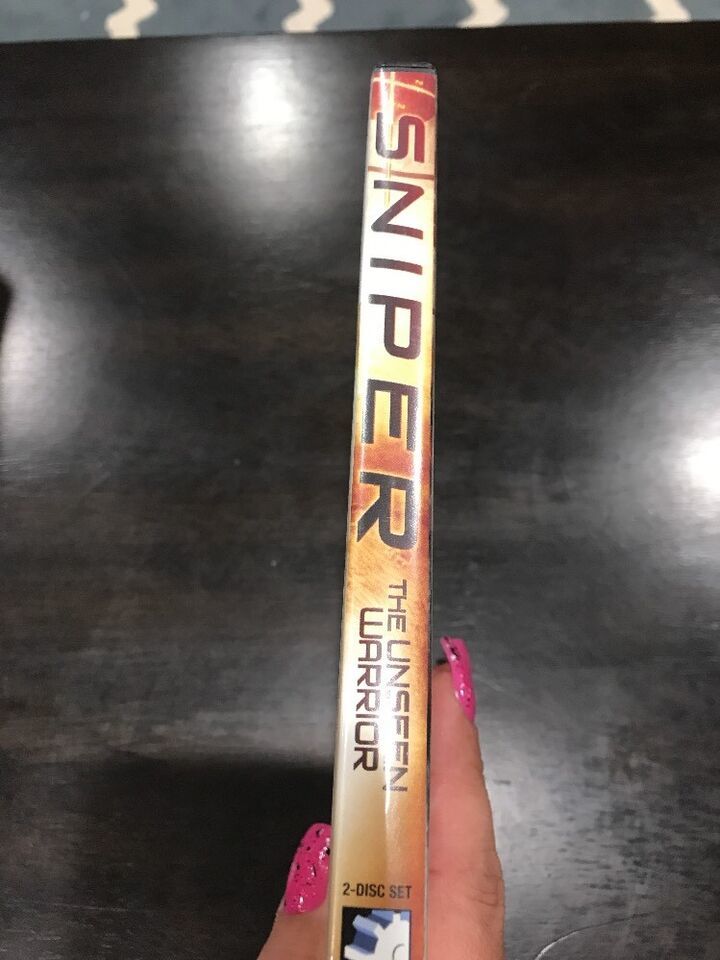 SNIPER
THE UNSEEN
WARRIOR
2-DISC SET